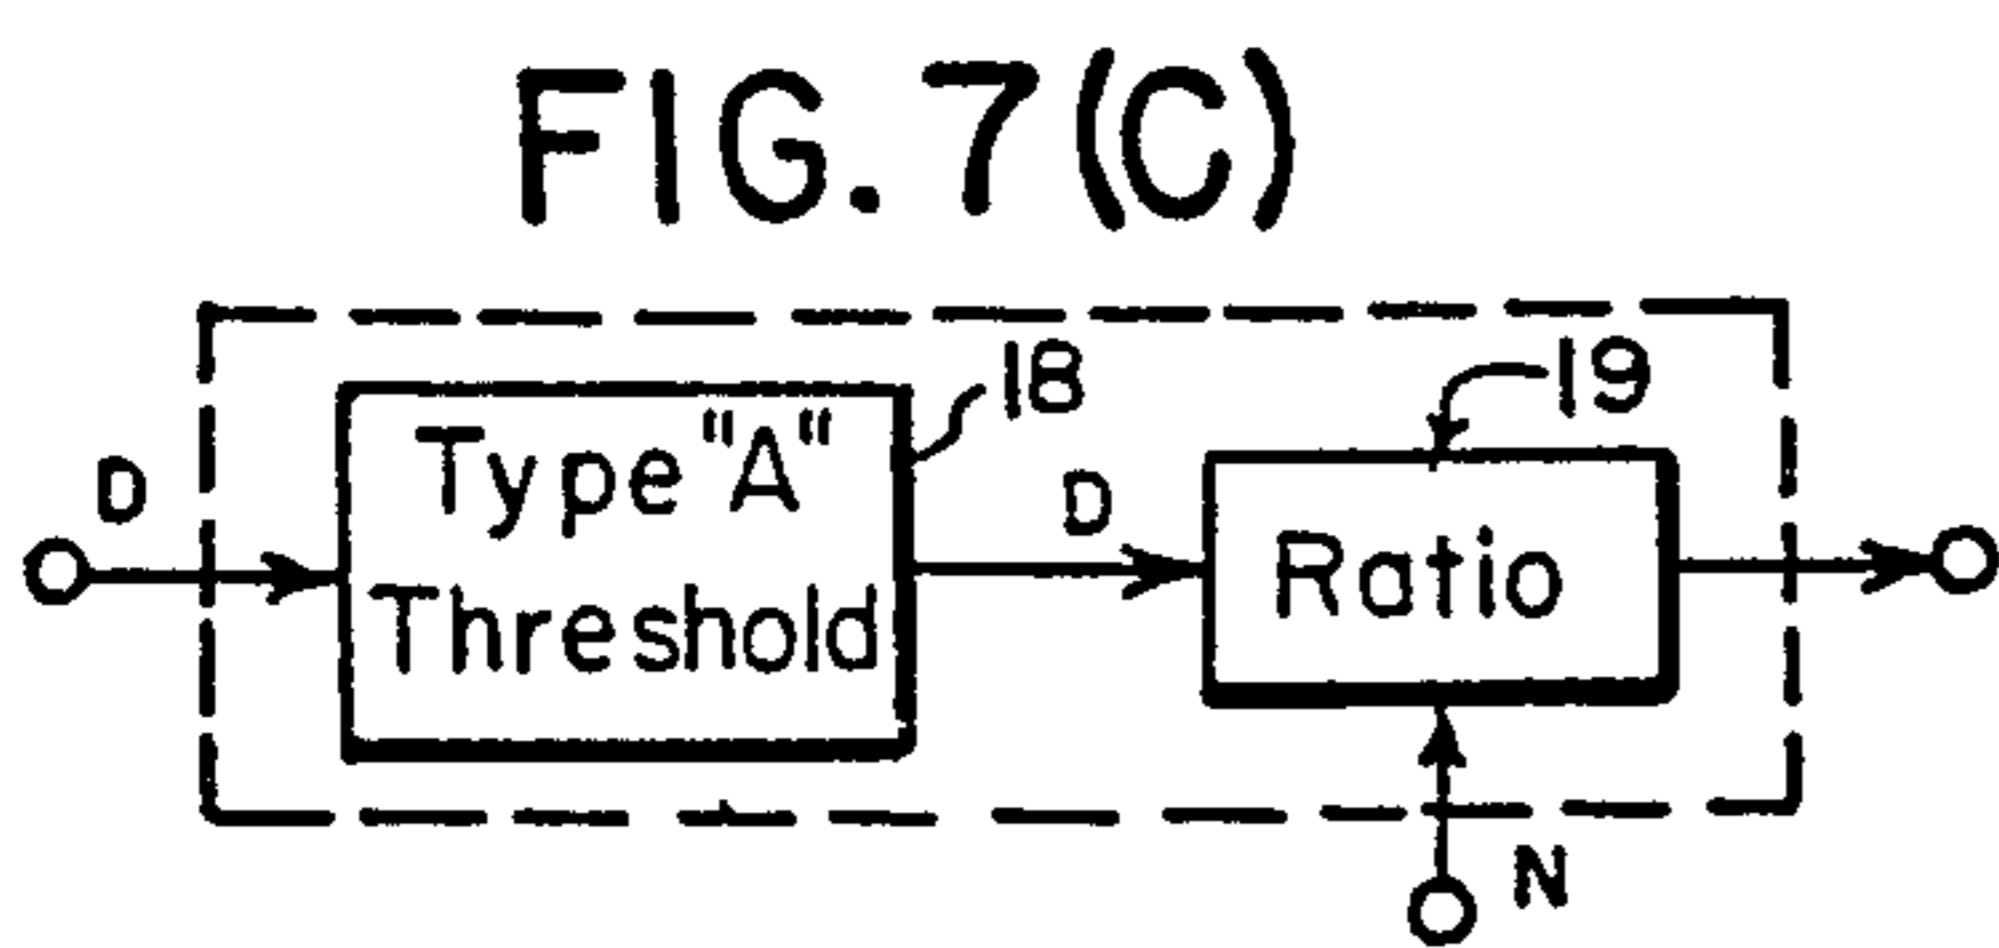 FIG. 7(C)
18
19
Type "A"
Threshold
D
D
Ratio
N